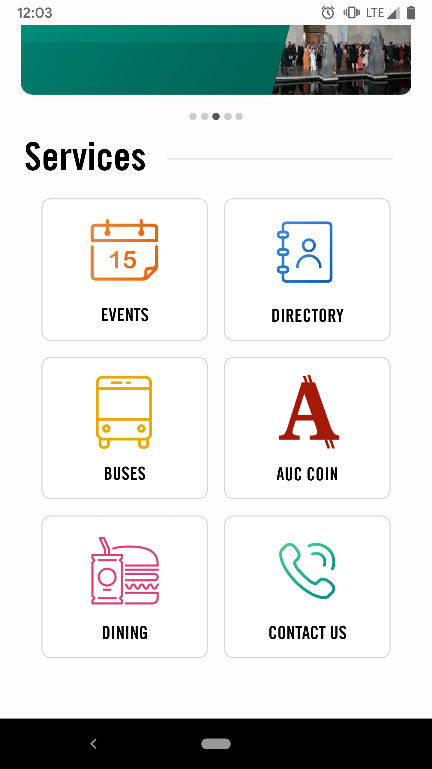 12:03
LTE
Services
15
EVENTS
DIRECTORY
BUSES
A
AUC COIN
DINING
CONTACT US